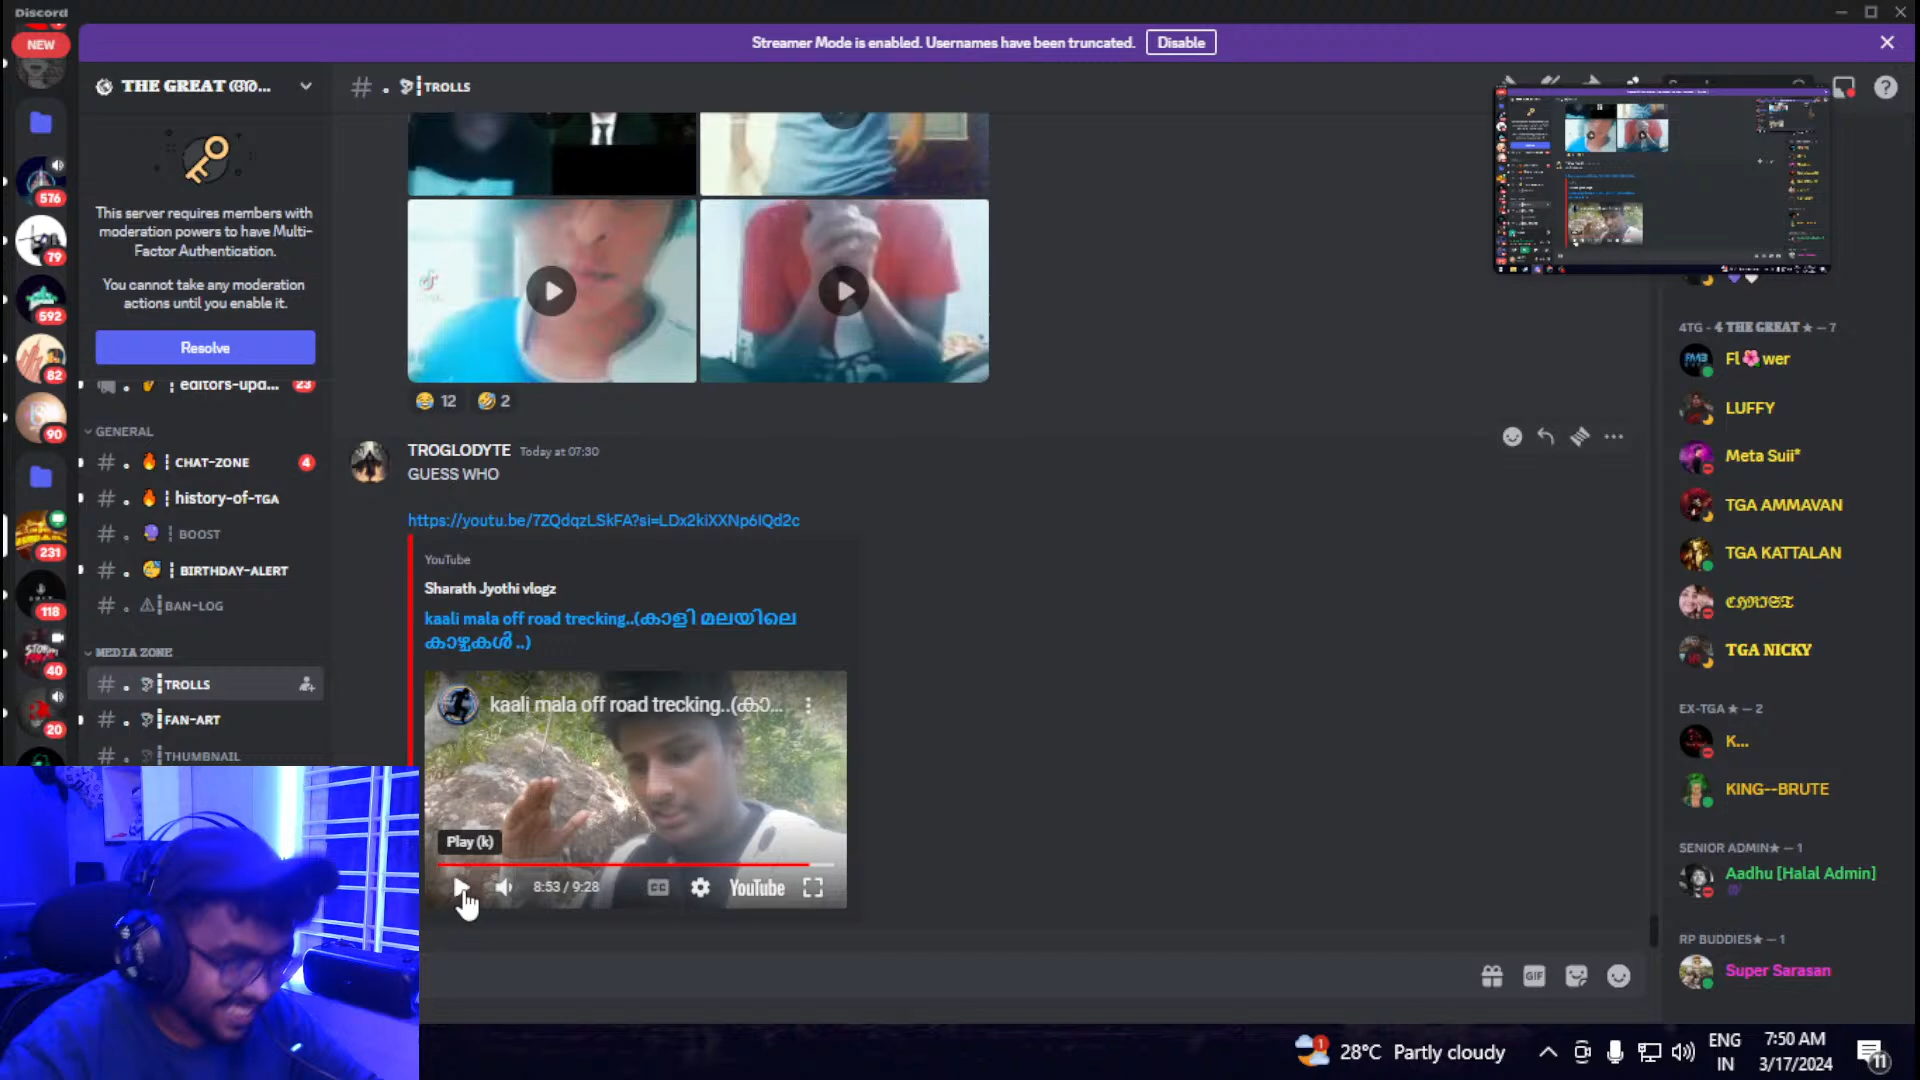 Discord
NEW
Streamer Mode is enabled. Usernames have been truncated.
Disable
THE GREAT ത്ത...
TROLLS
This server requires members with moderation powers to have Multi-
Factor Authentication.
You cannot take any moderation
actions until you enable it.
Resolve
editors-upd...
23
GENERAL
CHAT-ZONE
4
history-of-TGA
BOOST
BIRTHDAY-ALERT
BAN-LOG
MEDIA ZONE
TROLLS
FAN-ART
THUMBNAIL
576
79
592
82
90
231
118
40
20
😂 12
🤣 2
TROGLODYTE Today at 07:30
GUESS WHO
https://youtu.be/7ZQdqzLSkFA?si=LDx2kiXXNp6IQd2c
YouTube
Sharath Jyothi vlogz
kaali mala off road trecking..(കാളി മലയിലെ
കാഴ്ചകൾ ..)
kaali mala off road trecking..(കാ...
Play (k)
8:53 / 9:28
CC
YouTube
GIF
4TG - 4 THE GREAT★ — 7
Fl🌺wer
LUFFY
Meta Suii*
TGA AMMAVAN
TGA KATTALAN
TGA NICKY
EX-TGA ★ — 2
K...
KING--BRUTE
SENIOR ADMIN★ — 1
Aadhu [Halal Admin]
RP BUDDIES★ — 1
Super Sarasan
1
28°C Partly cloudy
ENG
IN
7:50 AM
3/17/2024
11